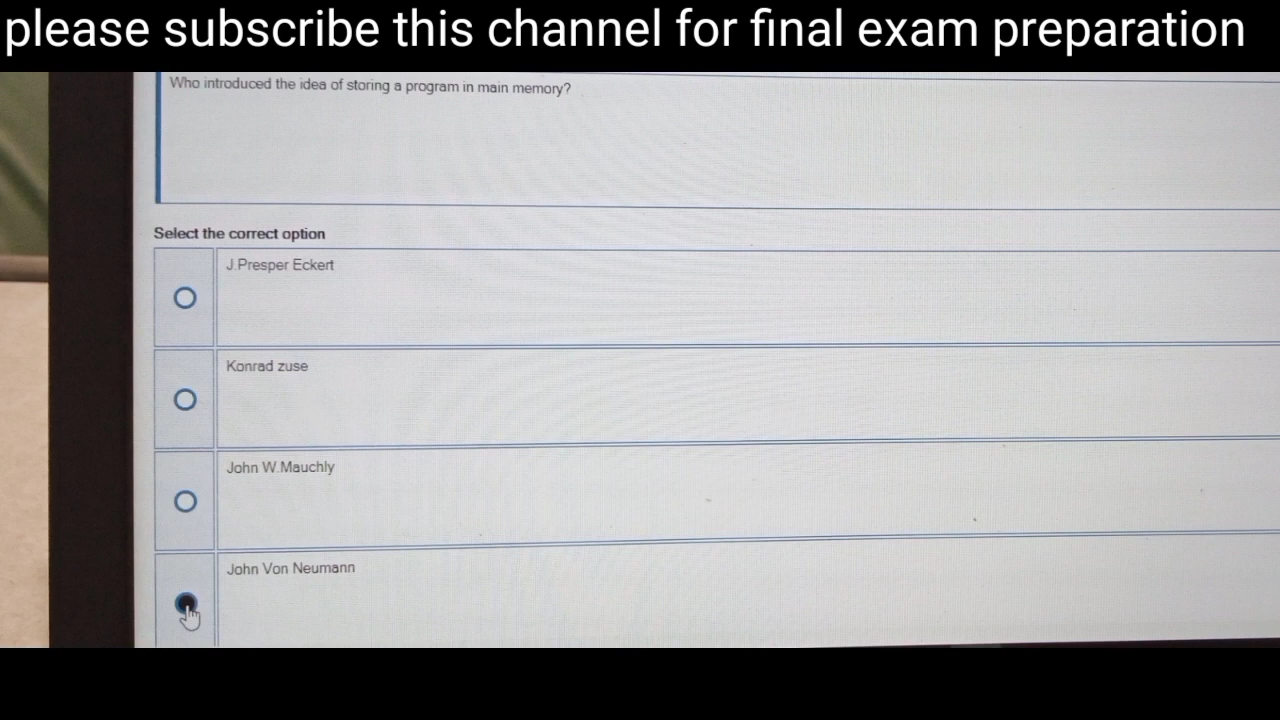 please subscribe this channel for final exam preparation
Who introduced the idea of storing a program in main memory?
Select the correct option
J.Presper Eckert
Konrad zuse
John W.Mauchly
John Von Neumann